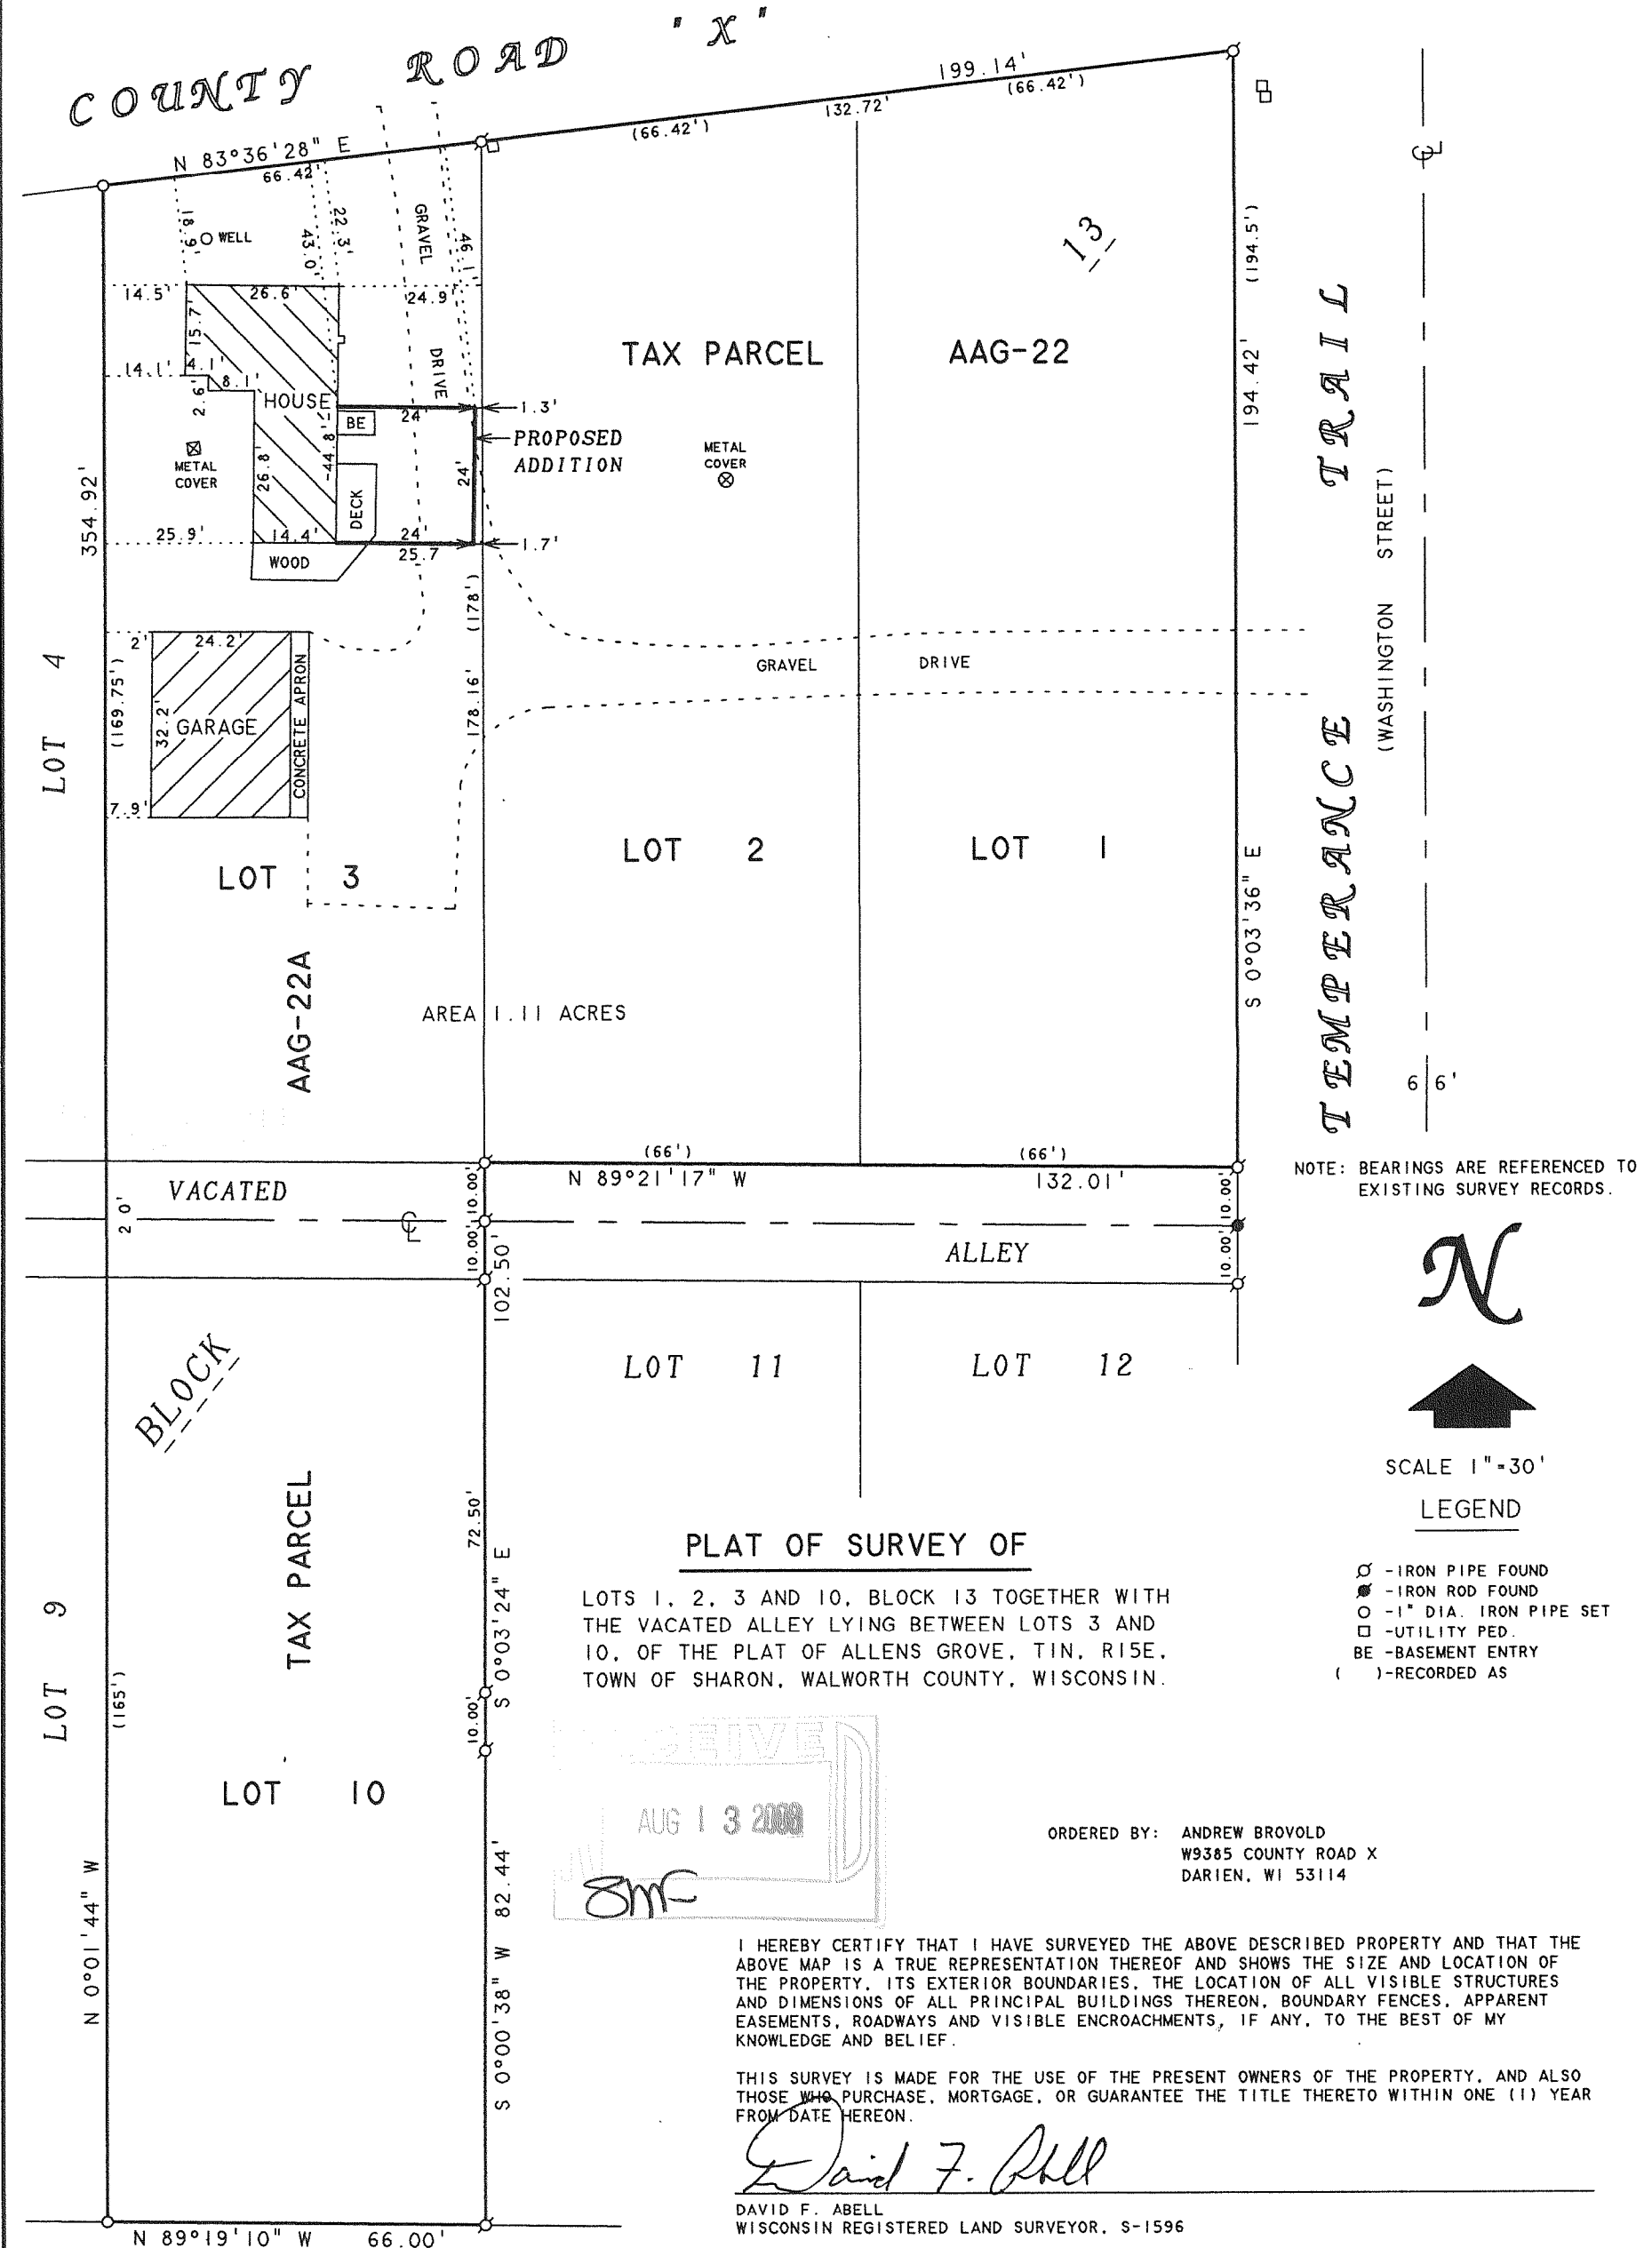 COUNTY ROAD "X"
199.14'
(66.42')
132.72'
(66.42')
N 83°36'28" E
66.42'
18.9'
WELL
43.0'
22.3'
GRAVEL
46.1'
13
(194.5')
14.5'
26.6'
24.9'
15.7'
DRIVE
TAX PARCEL AAG-22
194.42'
TEMPERANCE TRAIL
(WASHINGTON STREET)
14.1'
4.1'
8.1'
2.6'
HOUSE
24'
1.3'
BE
PROPOSED
ADDITION
METAL
COVER
METAL
COVER
44.8'
26.8'
24'
DECK
354.92'
25.9'
14.4'
24'
25.7'
1.7'
WOOD
(178')
2'
24.2'
GRAVEL DRIVE
LOT 4
(169.75')
CONCRETE APRON
178.16'
32.2'
GARAGE
7.9'
LOT 3
LOT 2
LOT 1
S 0°03'36" E
AAG-22A
AREA 1.11 ACRES
66'
(66')
(66')
N 89°21'17" W
132.01'
NOTE: BEARINGS ARE REFERENCED TO
EXISTING SURVEY RECORDS.
VACATED
20'
10.00'
10.00'
10.00'
10.00'
ALLEY
102.50'
N
BLOCK
LOT 11
LOT 12
SCALE 1"=30'
LEGEND
TAX PARCEL
72.50'
PLAT OF SURVEY OF
-IRON PIPE FOUND
-IRON ROD FOUND
-1" DIA. IRON PIPE SET
-UTILITY PED.
BE -BASEMENT ENTRY
( )-RECORDED AS
LOTS 1, 2, 3 AND 10, BLOCK 13 TOGETHER WITH
THE VACATED ALLEY LYING BETWEEN LOTS 3 AND
10, OF THE PLAT OF ALLENS GROVE, T1N, R15E,
TOWN OF SHARON, WALWORTH COUNTY, WISCONSIN.
S 0°03'24" E
LOT 9
(165')
10.00'
LOT 10
AUG 13 2008
ORDERED BY: ANDREW BROVOLD
W9385 COUNTY ROAD X
DARIEN, WI 53114
N 0°01'44" W
S 0°00'38" W 82.44'
I HEREBY CERTIFY THAT I HAVE SURVEYED THE ABOVE DESCRIBED PROPERTY AND THAT THE
ABOVE MAP IS A TRUE REPRESENTATION THEREOF AND SHOWS THE SIZE AND LOCATION OF
THE PROPERTY, ITS EXTERIOR BOUNDARIES, THE LOCATION OF ALL VISIBLE STRUCTURES
AND DIMENSIONS OF ALL PRINCIPAL BUILDINGS THEREON, BOUNDARY FENCES, APPARENT
EASEMENTS, ROADWAYS AND VISIBLE ENCROACHMENTS, IF ANY, TO THE BEST OF MY
KNOWLEDGE AND BELIEF.
THIS SURVEY IS MADE FOR THE USE OF THE PRESENT OWNERS OF THE PROPERTY, AND ALSO
THOSE WHO PURCHASE, MORTGAGE, OR GUARANTEE THE TITLE THERETO WITHIN ONE (1) YEAR
FROM DATE HEREON.
David F. Abell
DAVID F. ABELL
WISCONSIN REGISTERED LAND SURVEYOR, S-1596
N 89°19'10" W 66.00'